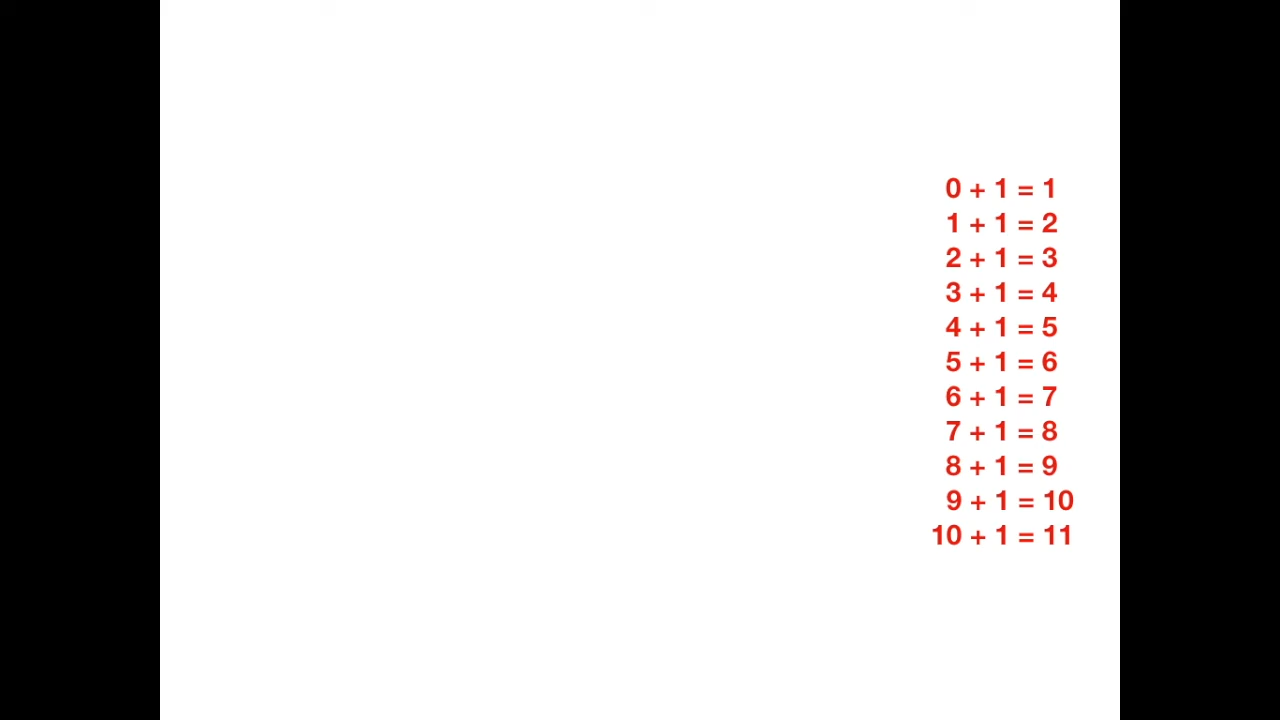 0 + 1 = 1
1 + 1 = 2
2 + 1 = 3
3 + 1 = 4
4 + 1 = 5
5 + 1 = 6
6 + 1 = 7
7 + 1 = 8
8 + 1 = 9
9 + 1 = 10
10 + 1 = 11